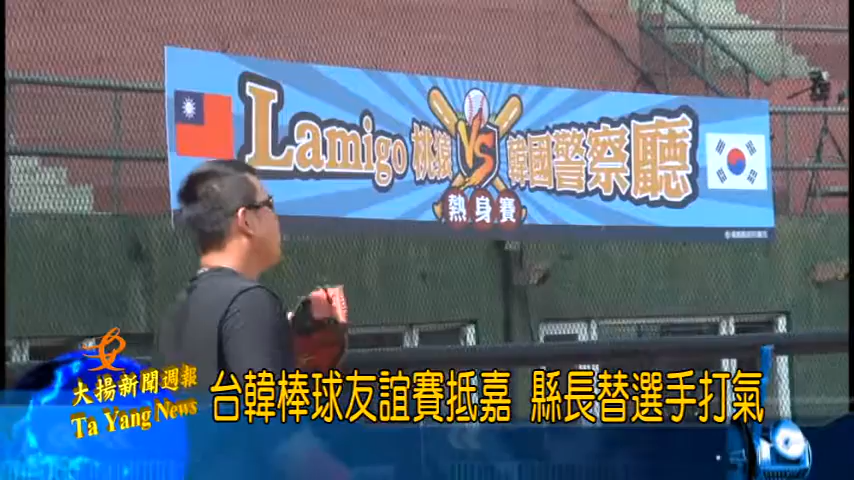 Lamigo 桃猿 VS 韓國警察廳
熱身賽
大揚新聞週報
Ta Yang News
台韓棒球友誼賽抵嘉 縣長替選手打氣